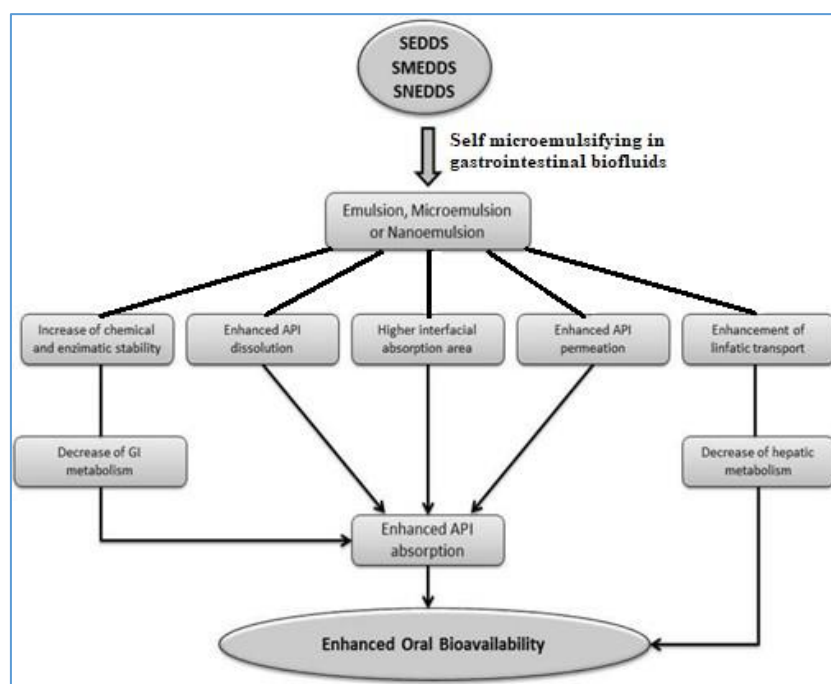 SEDDS
SMEDDS
SNEDDS
Self microemulsifying in
gastrointestinal biofluids
Emulsion, Microemulsion
or Nanoemulsion
Increase of chemical
and enzimatic stability
Enhanced API
dissolution
Higher interfacial
absorption area
Enhanced API
permeation
Enhancement of
linfatic transport
Decrease of GI
metabolism
Decrease of hepatic
metabolism
Enhanced API
absorption
Enhanced Oral Bioavailability